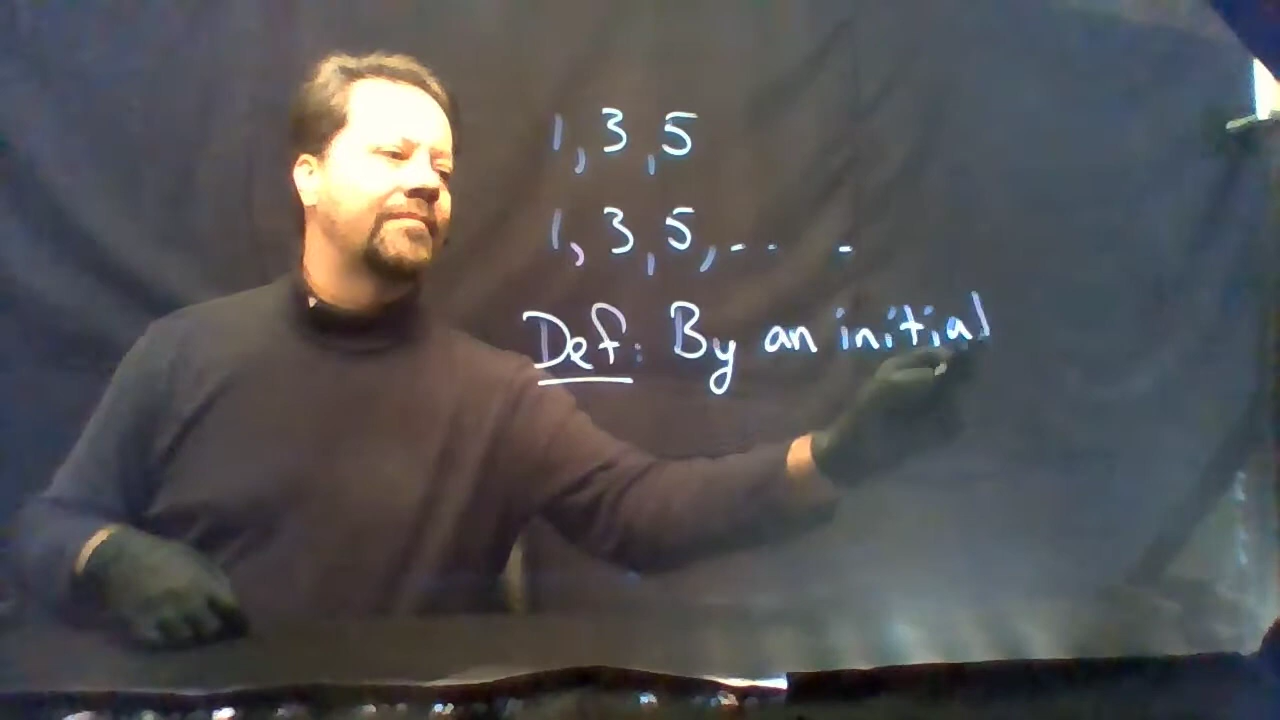 1, 3, 5
1, 3, 5, ...
Def: By an initial